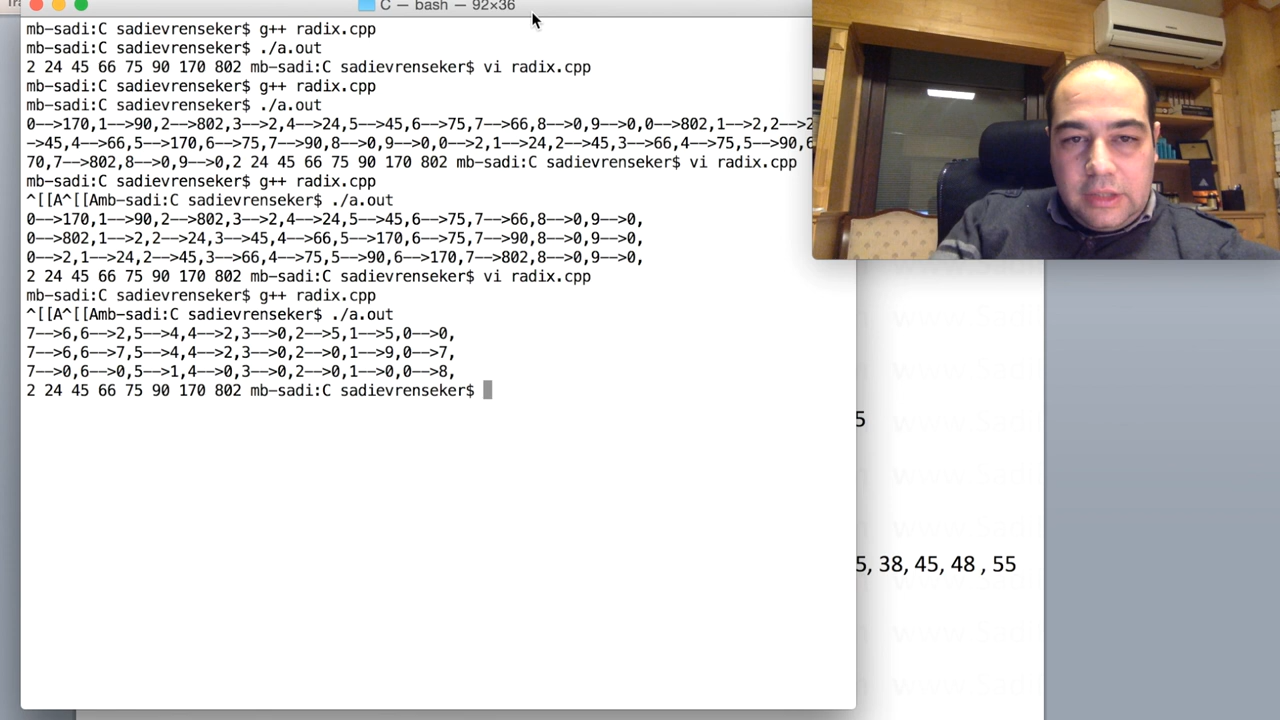 C — bash — 92×36
mb-sadi:C sadievrenseker$ g++ radix.cpp
mb-sadi:C sadievrenseker$ ./a.out
2 24 45 66 75 90 170 802 mb-sadi:C sadievrenseker$ vi radix.cpp
mb-sadi:C sadievrenseker$ g++ radix.cpp
mb-sadi:C sadievrenseker$ ./a.out
0-->170,1-->90,2-->802,3-->2,4-->24,5-->45,6-->75,7-->66,8-->0,9-->0,0-->802,1-->2,2-->2
->45,4-->66,5-->170,6-->75,7-->90,8-->0,9-->0,0-->2,1-->24,2-->45,3-->66,4-->75,5-->90,6
70,7-->802,8-->0,9-->0,2 24 45 66 75 90 170 802 mb-sadi:C sadievrenseker$ vi radix.cpp
mb-sadi:C sadievrenseker$ g++ radix.cpp
^[[A^[[Amb-sadi:C sadievrenseker$ ./a.out
0-->170,1-->90,2-->802,3-->2,4-->24,5-->45,6-->75,7-->66,8-->0,9-->0,
0-->802,1-->2,2-->24,3-->45,4-->66,5-->170,6-->75,7-->90,8-->0,9-->0,
0-->2,1-->24,2-->45,3-->66,4-->75,5-->90,6-->170,7-->802,8-->0,9-->0,
2 24 45 66 75 90 170 802 mb-sadi:C sadievrenseker$ vi radix.cpp
mb-sadi:C sadievrenseker$ g++ radix.cpp
^[[A^[[Amb-sadi:C sadievrenseker$ ./a.out
7-->6,6-->2,5-->4,4-->2,3-->0,2-->5,1-->5,0-->0,
7-->6,6-->7,5-->4,4-->2,3-->0,2-->0,1-->9,0-->7,
7-->0,6-->0,5-->1,4-->0,3-->0,2-->0,1-->0,0-->8,
2 24 45 66 75 90 170 802 mb-sadi:C sadievrenseker$
5
5, 38, 45, 48 , 55